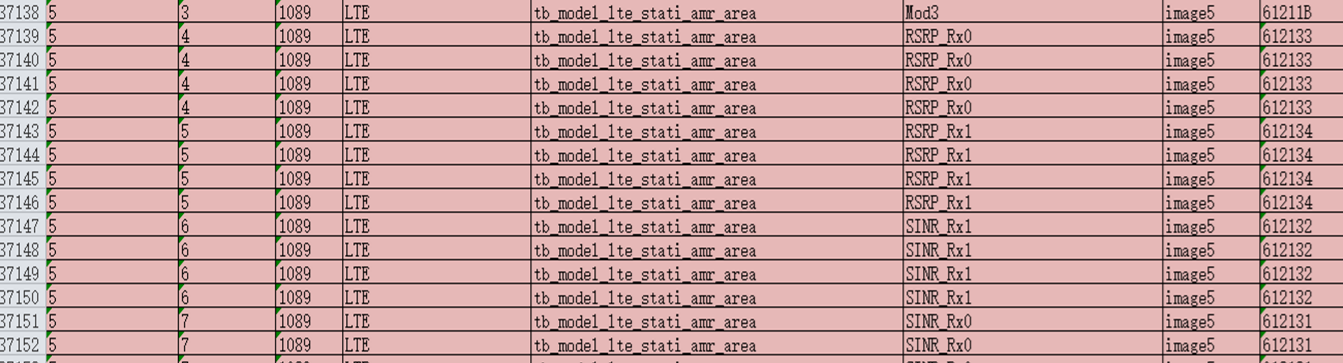 37138 5 3 1089 LTE tb_model_lte_stati_amr_area Mod3 image5 61211B
37139 5 4 1089 LTE tb_model_lte_stati_amr_area RSRP_Rx0 image5 612133
37140 5 4 1089 LTE tb_model_lte_stati_amr_area RSRP_Rx0 image5 612133
37141 5 4 1089 LTE tb_model_lte_stati_amr_area RSRP_Rx0 image5 612133
37142 5 4 1089 LTE tb_model_lte_stati_amr_area RSRP_Rx0 image5 612133
37143 5 5 1089 LTE tb_model_lte_stati_amr_area RSRP_Rx1 image5 612134
37144 5 5 1089 LTE tb_model_lte_stati_amr_area RSRP_Rx1 image5 612134
37145 5 5 1089 LTE tb_model_lte_stati_amr_area RSRP_Rx1 image5 612134
37146 5 5 1089 LTE tb_model_lte_stati_amr_area RSRP_Rx1 image5 612134
37147 5 6 1089 LTE tb_model_lte_stati_amr_area SINR_Rx1 image5 612132
37148 5 6 1089 LTE tb_model_lte_stati_amr_area SINR_Rx1 image5 612132
37149 5 6 1089 LTE tb_model_lte_stati_amr_area SINR_Rx1 image5 612132
37150 5 6 1089 LTE tb_model_lte_stati_amr_area SINR_Rx1 image5 612132
37151 5 7 1089 LTE tb_model_lte_stati_amr_area SINR_Rx0 image5 612131
37152 5 7 1089 LTE tb_model_lte_stati_amr_area SINR_Rx0 image5 612131